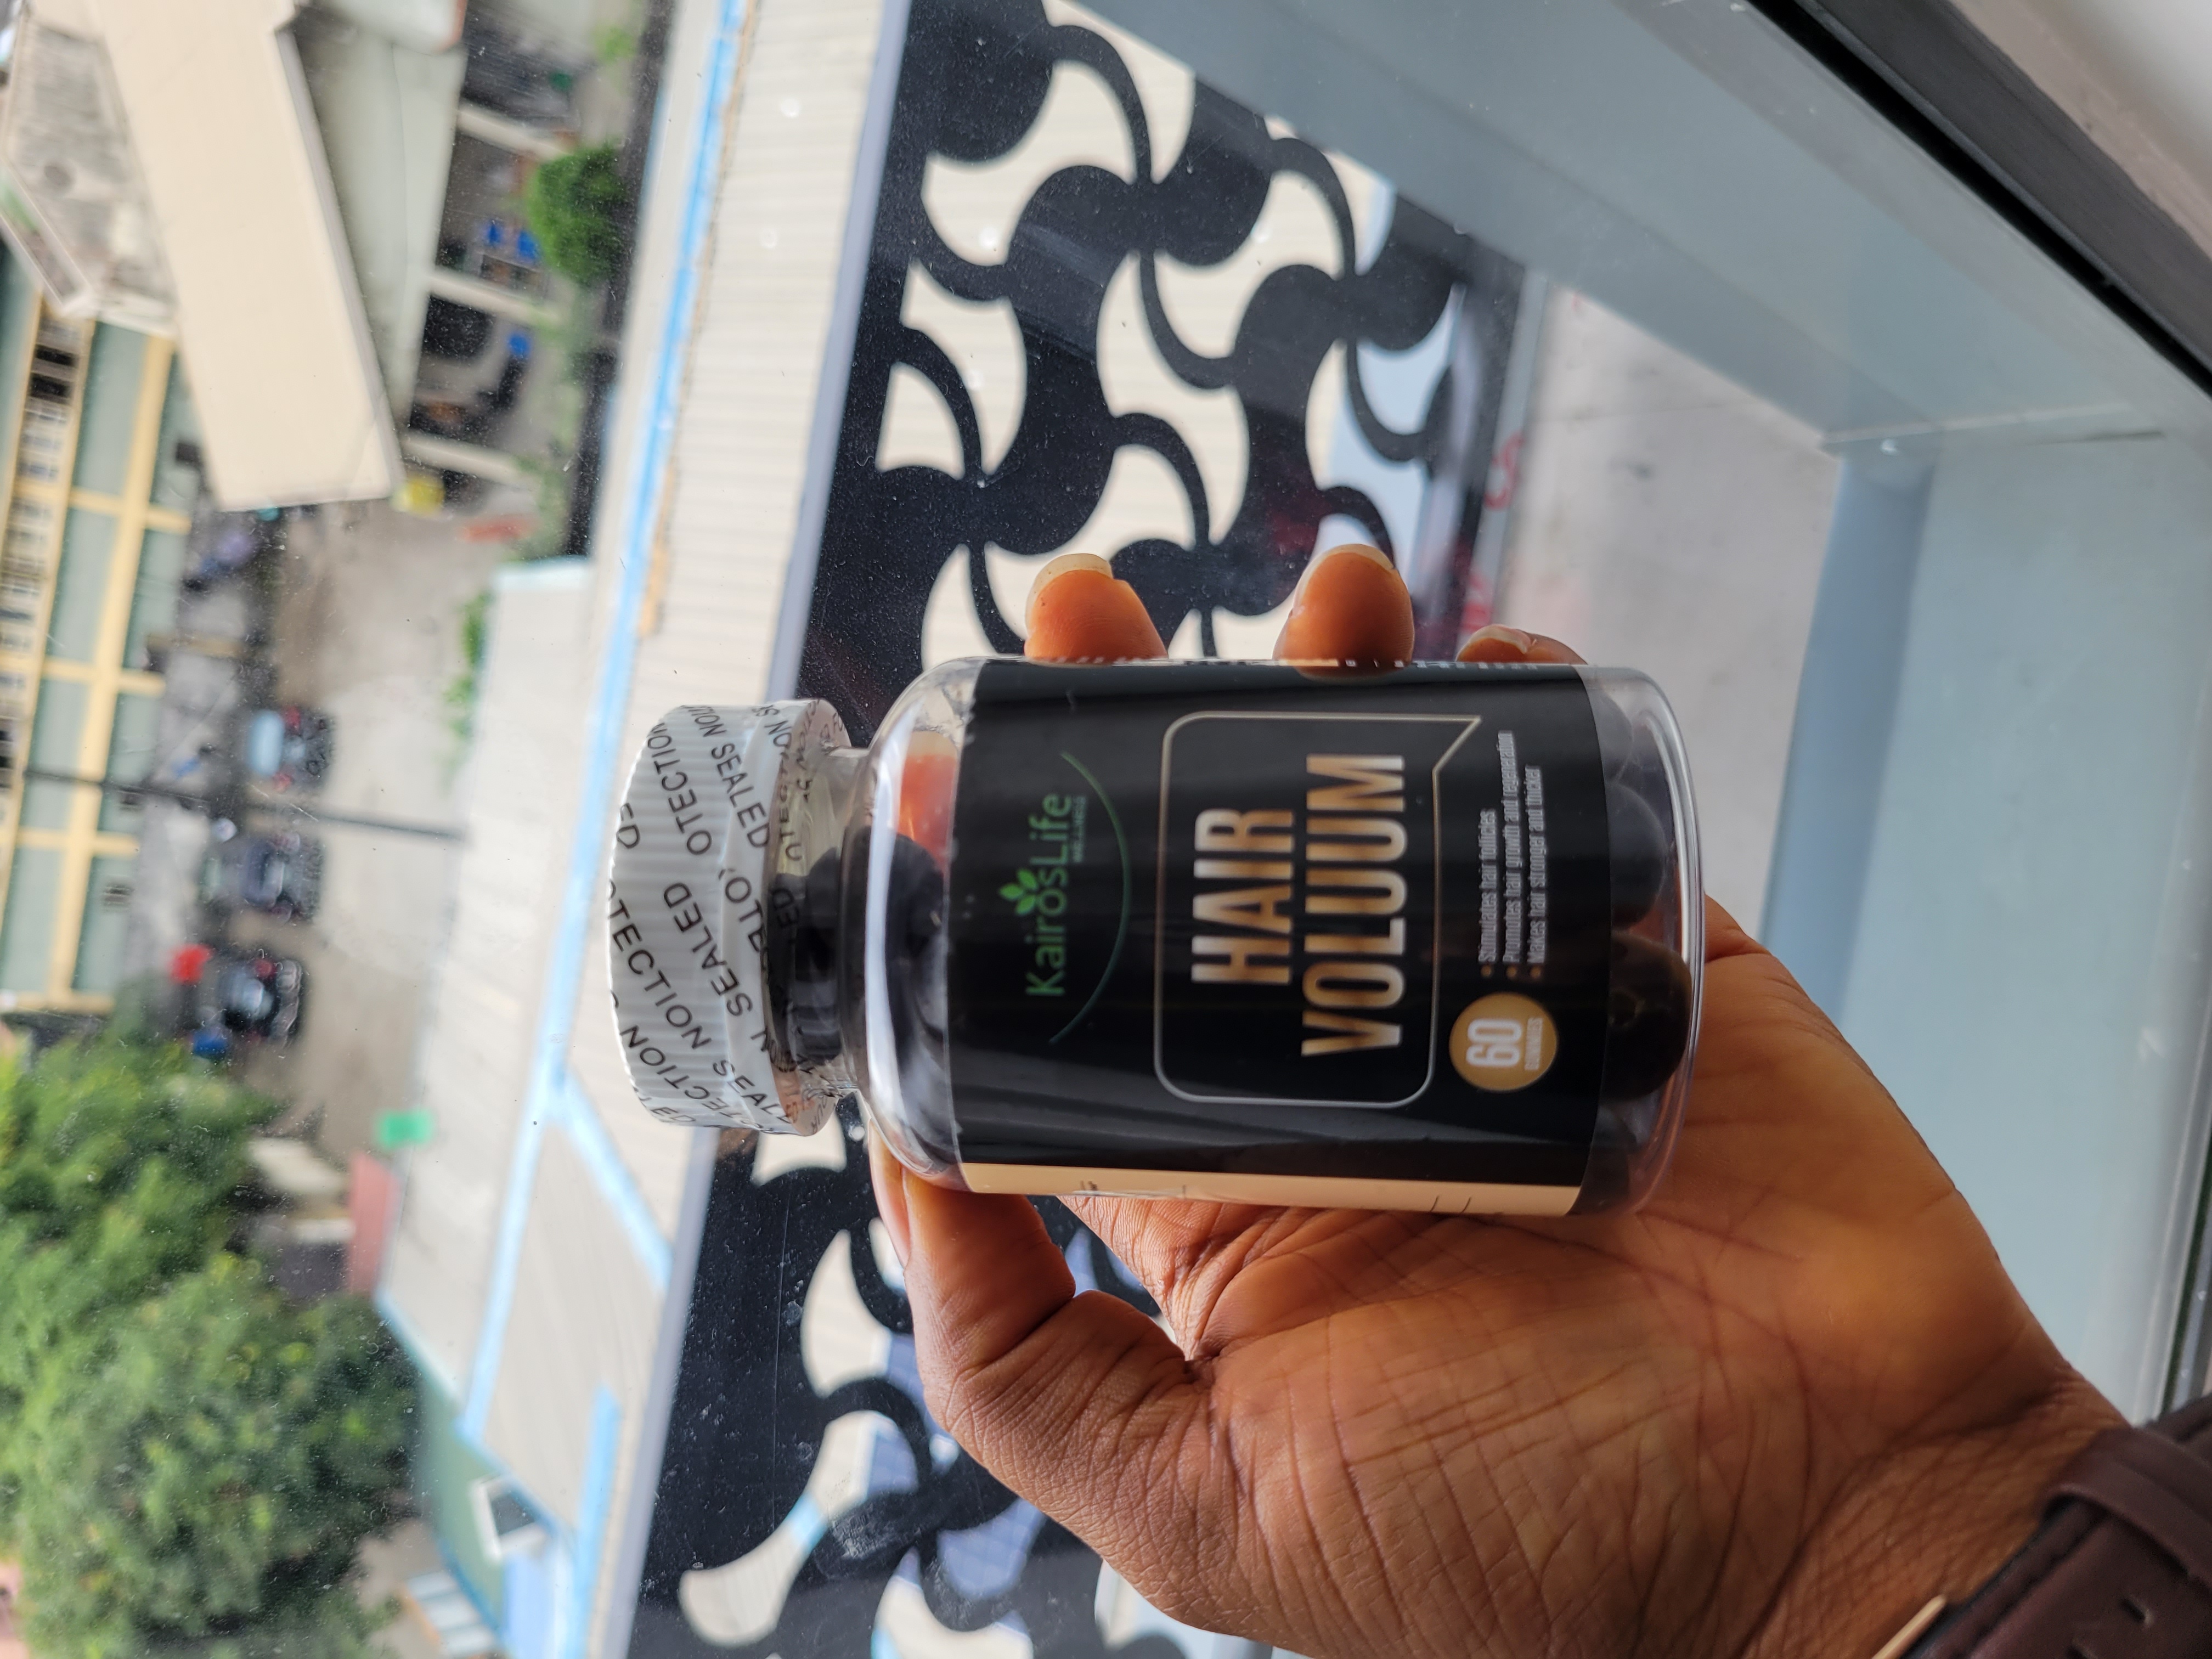 OTECTION
SEALED
KairosLife
WELLNESS
HAIR
VOLUUM
60
GUMMIES
• Stimulates hair follicles
• Promotes hair growth and regeneration
• Makes hair stronger and thicker